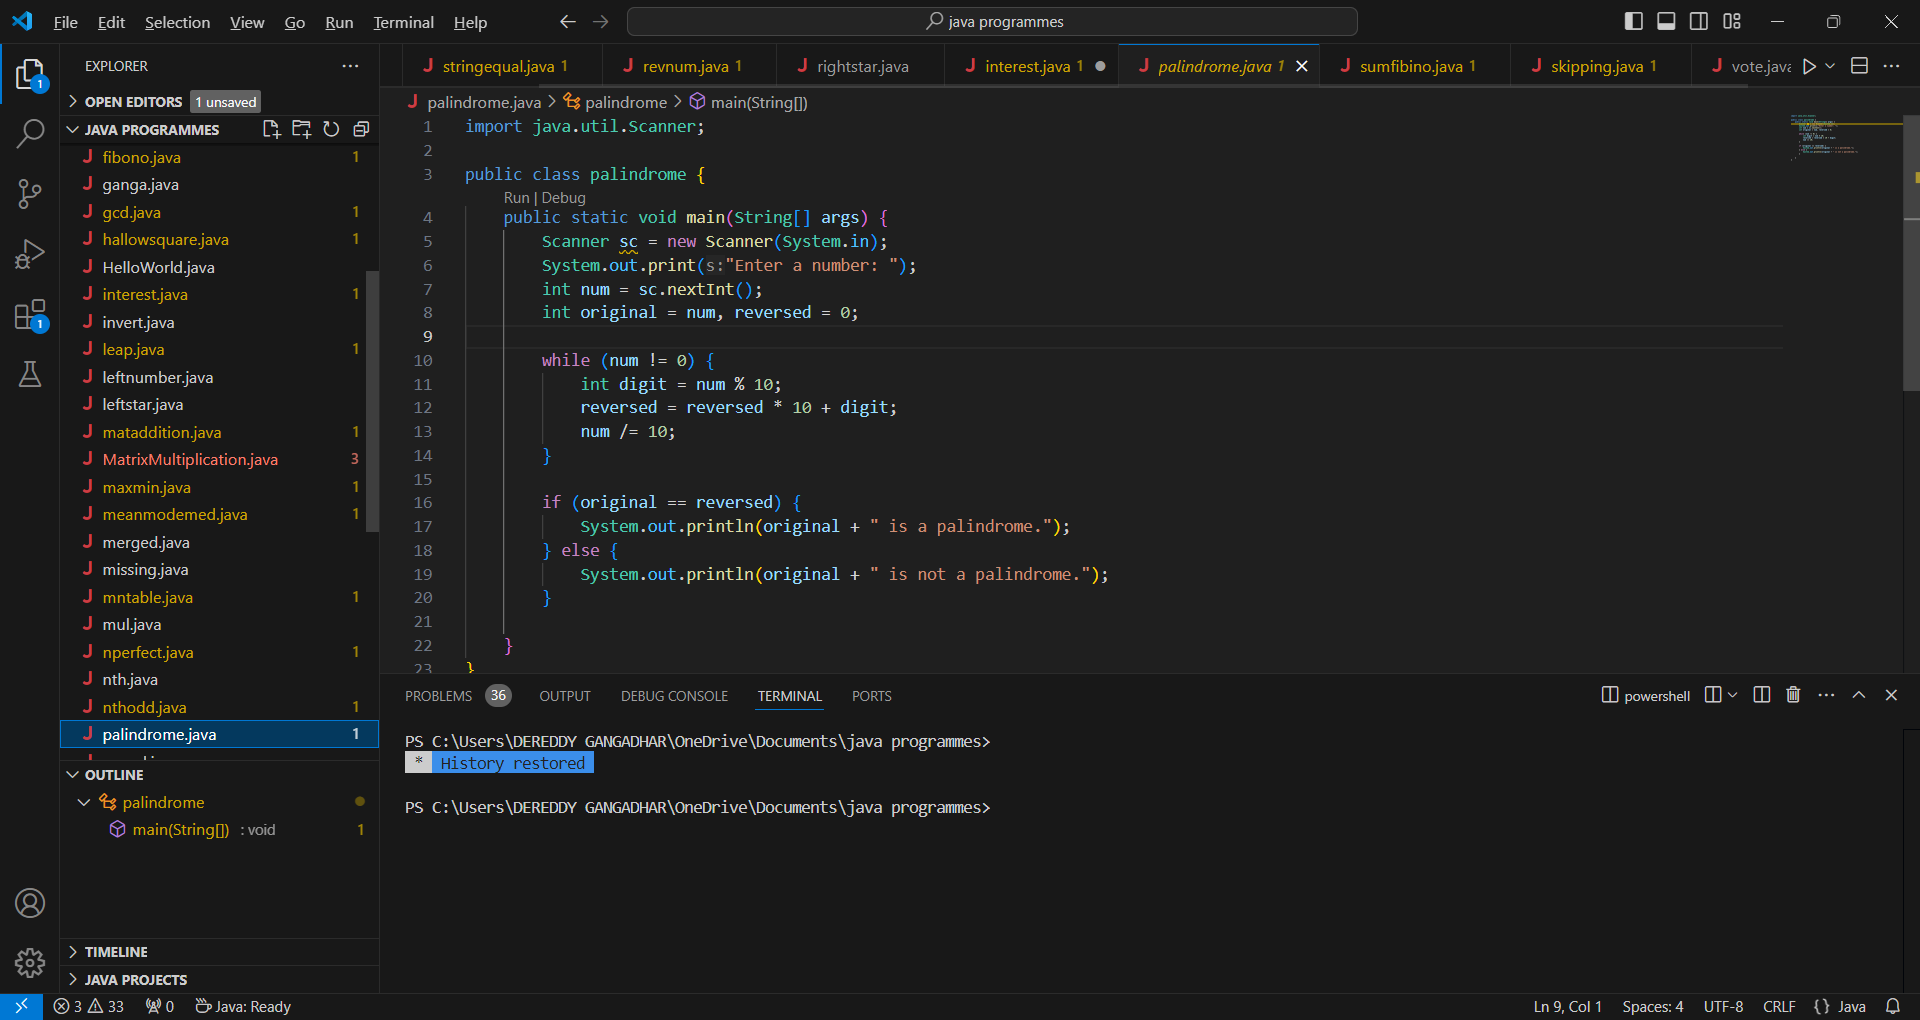 File Edit Selection View Go Run Terminal Help
java programmes
EXPLORER
OPEN EDITORS 1 unsaved
JAVA PROGRAMMES
fibono.java 1
ganga.java
gcd.java 1
hallowsquare.java 1
HelloWorld.java
interest.java 1
invert.java
leap.java 1
leftnumber.java
leftstar.java
mataddition.java 1
MatrixMultiplication.java 3
maxmin.java 1
meanmodemed.java 1
merged.java
missing.java
mntable.java 1
mul.java
nperfect.java 1
nth.java
nthodd.java 1
palindrome.java 1
OUTLINE
palindrome
main(String[]) : void 1
TIMELINE
JAVA PROJECTS
stringequal.java 1 revnum.java 1 rightstar.java interest.java 1 palindrome.java 1 sumfibino.java 1 skipping.java 1 vote.java
palindrome.java > palindrome > main(String[])
1 import java.util.Scanner;
2
3 public class palindrome {
Run | Debug
4 public static void main(String[] args) {
5 Scanner sc = new Scanner(System.in);
6 System.out.print(s:"Enter a number: ");
7 int num = sc.nextInt();
8 int original = num, reversed = 0;
9
10 while (num != 0) {
11 int digit = num % 10;
12 reversed = reversed * 10 + digit;
13 num /= 10;
14 }
15
16 if (original == reversed) {
17 System.out.println(original + " is a palindrome.");
18 } else {
19 System.out.println(original + " is not a palindrome.");
20 }
21
22 }
23 }
PROBLEMS 36 OUTPUT DEBUG CONSOLE TERMINAL PORTS
powershell
PS C:\Users\DEREDDY GANGADHAR\OneDrive\Documents\java programmes>
* History restored
PS C:\Users\DEREDDY GANGADHAR\OneDrive\Documents\java programmes>
3 33 0 Java: Ready
Ln 9, Col 1 Spaces: 4 UTF-8 CRLF {} Java